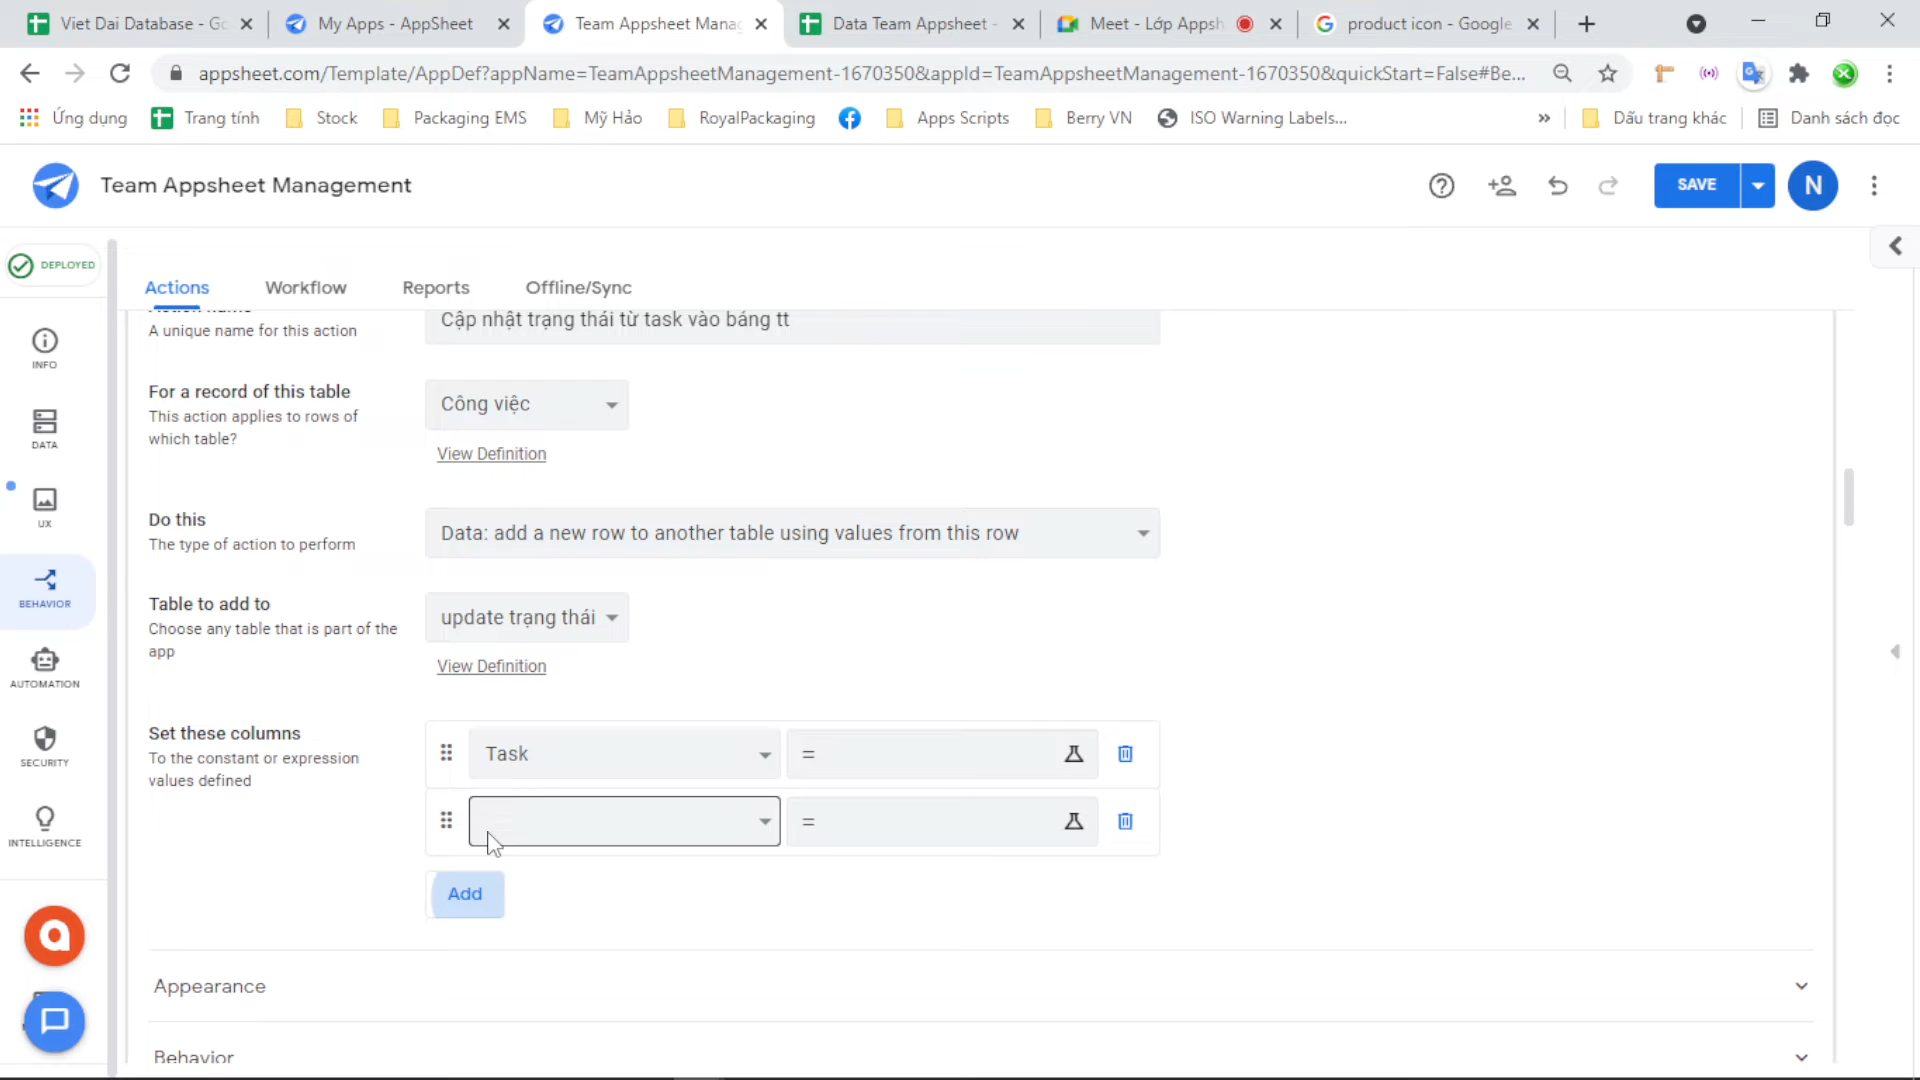 Viet Dai Database - Go
My Apps - AppSheet
Team Appsheet Manag
Data Team Appsheet -
Meet - Lớp Appsh
product icon - Google
appsheet.com/Template/AppDef?appName=TeamAppsheetManagement-1670350&appId=TeamAppsheetManagement-1670350&quickStart=False#Be...
Ứng dụng
Trang tính
Stock
Packaging EMS
Mỹ Hảo
RoyalPackaging
Apps Scripts
Berry VN
ISO Warning Labels...
»
Dấu trang khác
Danh sách đọc
Team Appsheet Management
SAVE
N
DEPLOYED
Actions
Workflow
Reports
Offline/Sync
INFO
DATA
UX
BEHAVIOR
AUTOMATION
SECURITY
INTELLIGENCE
Action name
A unique name for this action
Cập nhật trạng thái từ task vào báng tt
For a record of this table
This action applies to rows of
which table?
Công việc
View Definition
Do this
The type of action to perform
Data: add a new row to another table using values from this row
Table to add to
Choose any table that is part of the
app
update trạng thái
View Definition
Set these columns
To the constant or expression
values defined
Task
=
=
Add
Appearance
Behavior